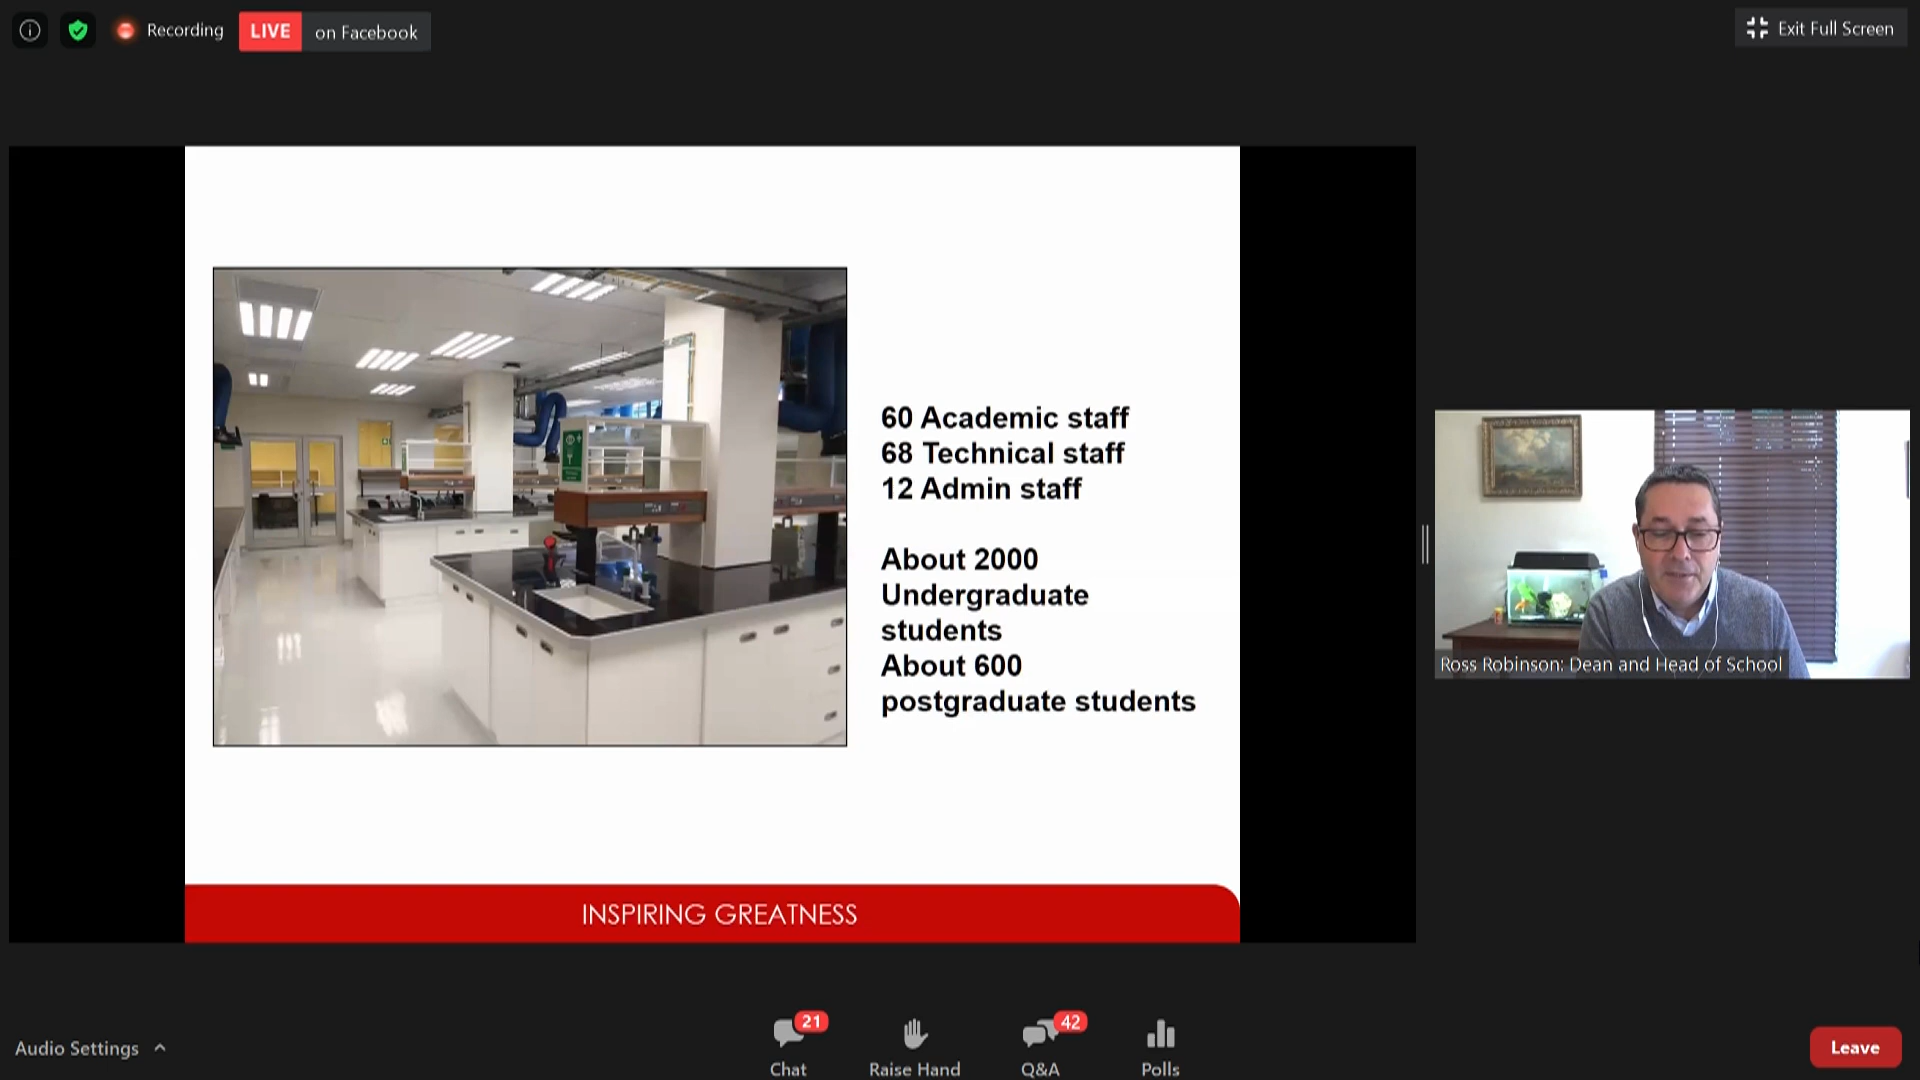 Recording
LIVE on Facebook
Exit Full Screen
60 Academic staff
68 Technical staff
12 Admin staff
About 2000
Undergraduate
students
About 600
postgraduate students
Ross Robinson: Dean and Head of School
INSPIRING GREATNESS
Audio Settings
21
Chat
Raise Hand
42
Q&A
Polls
Leave